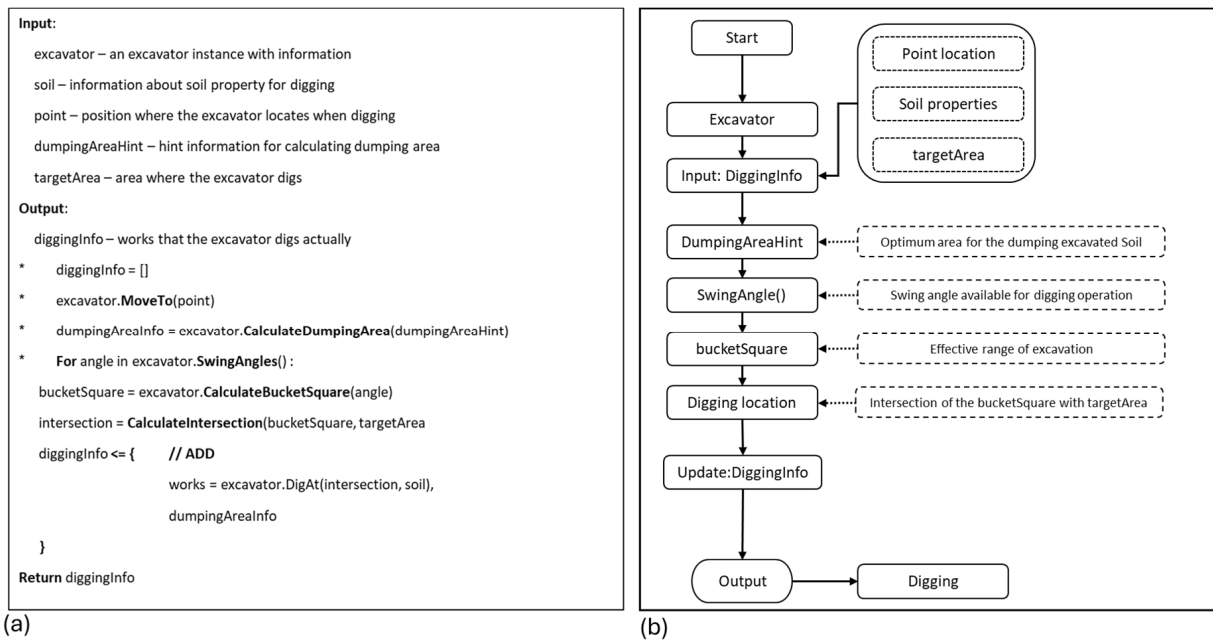 Input:
excavator – an excavator instance with information
soil – information about soil property for digging
point – position where the excavator locates when digging
dumpingAreaHint – hint information for calculating dumping area
targetArea – area where the excavator digs
Output:
diggingInfo – works that the excavator digs actually
* diggingInfo = []
* excavator.MoveTo(point)
* dumpingAreaInfo = excavator.CalculateDumpingArea(dumpingAreaHint)
* For angle in excavator.SwingAngles() :
bucketSquare = excavator.CalculateBucketSquare(angle)
intersection = CalculateIntersection(bucketSquare, targetArea
diggingInfo <= { // ADD
works = excavator.DigAt(intersection, soil),
dumpingAreaInfo
}
Return diggingInfo
(a)
Start
Excavator
Input: DiggingInfo
Point location
Soil properties
targetArea
DumpingAreaHint
Optimum area for the dumping excavated Soil
SwingAngle()
Swing angle available for digging operation
bucketSquare
Effective range of excavation
Digging location
Intersection of the bucketSquare with targetArea
Update:DiggingInfo
Output
Digging
(b)